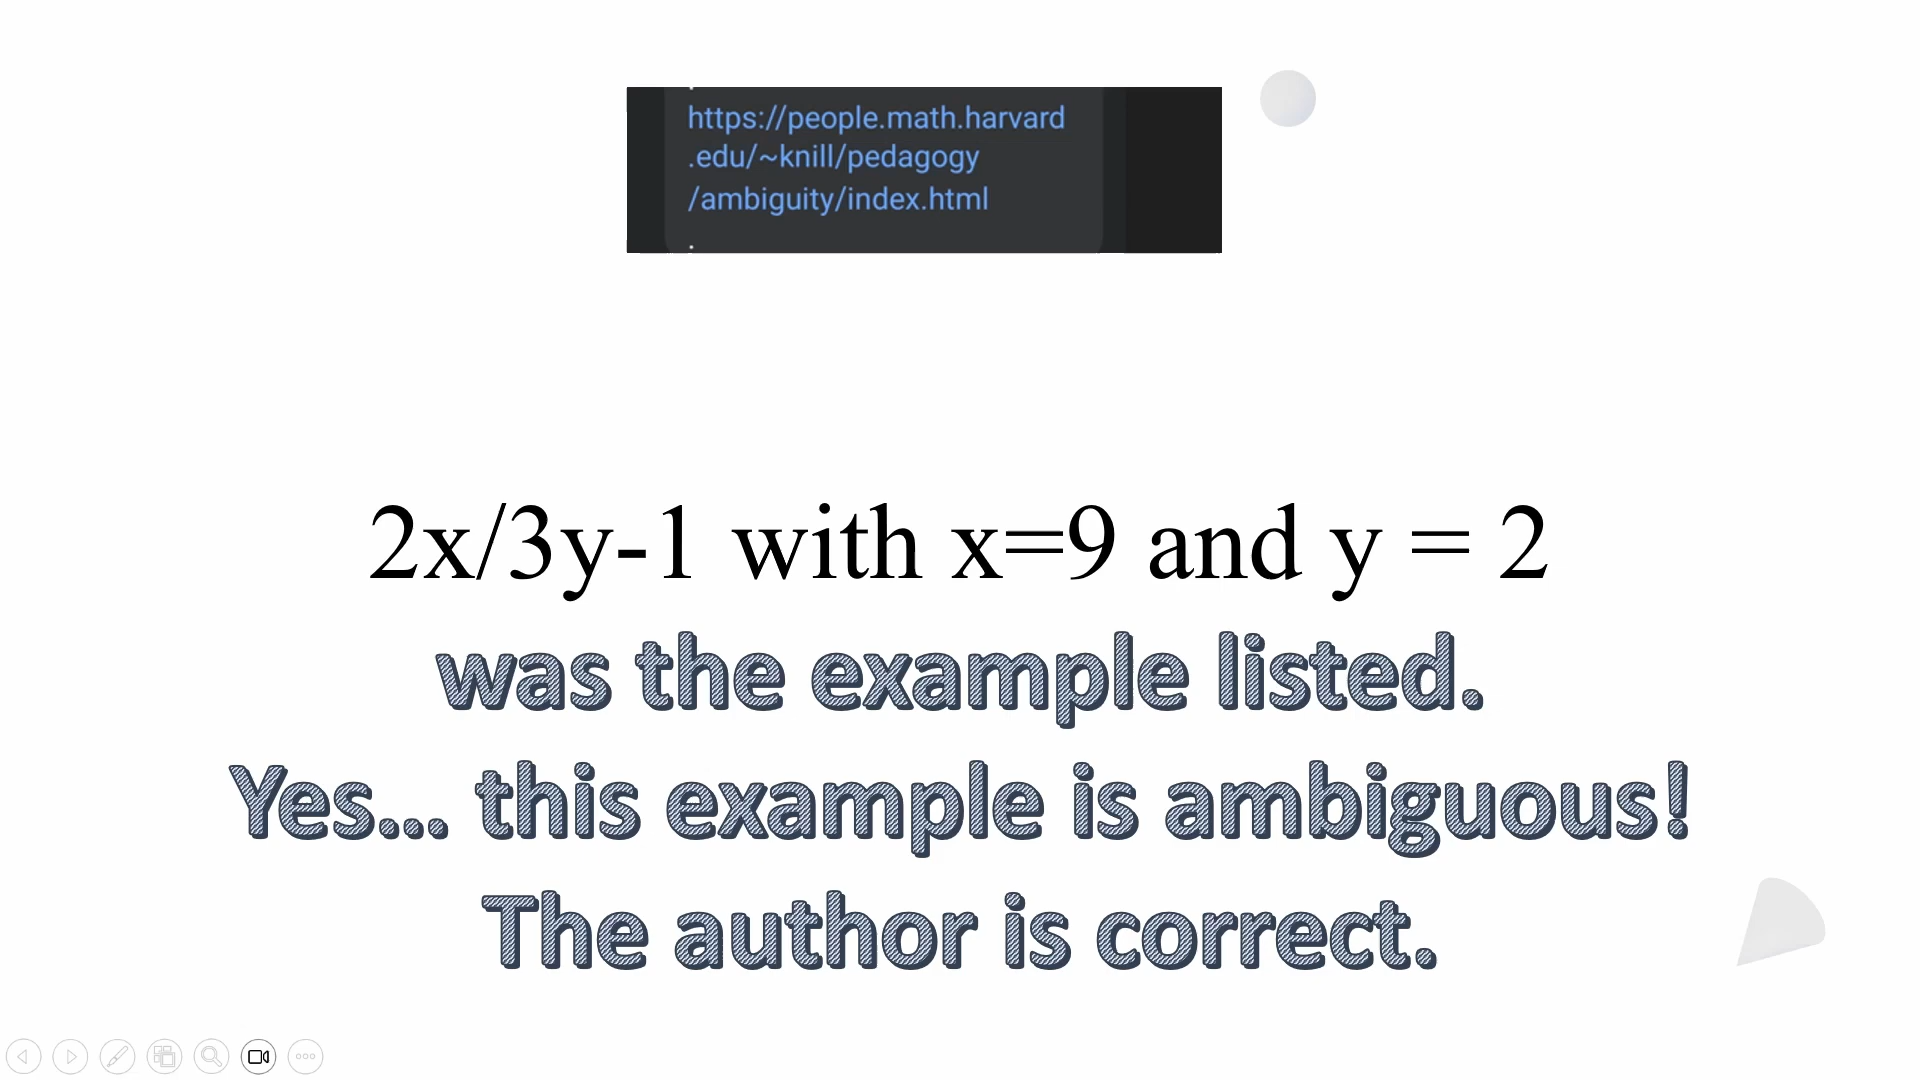 https://people.math.harvard
.edu/~knill/pedagogy
/ambiguity/index.html
2x/3y-1 with x=9 and y = 2
was the example listed.
Yes... this example is ambiguous!
The author is correct.